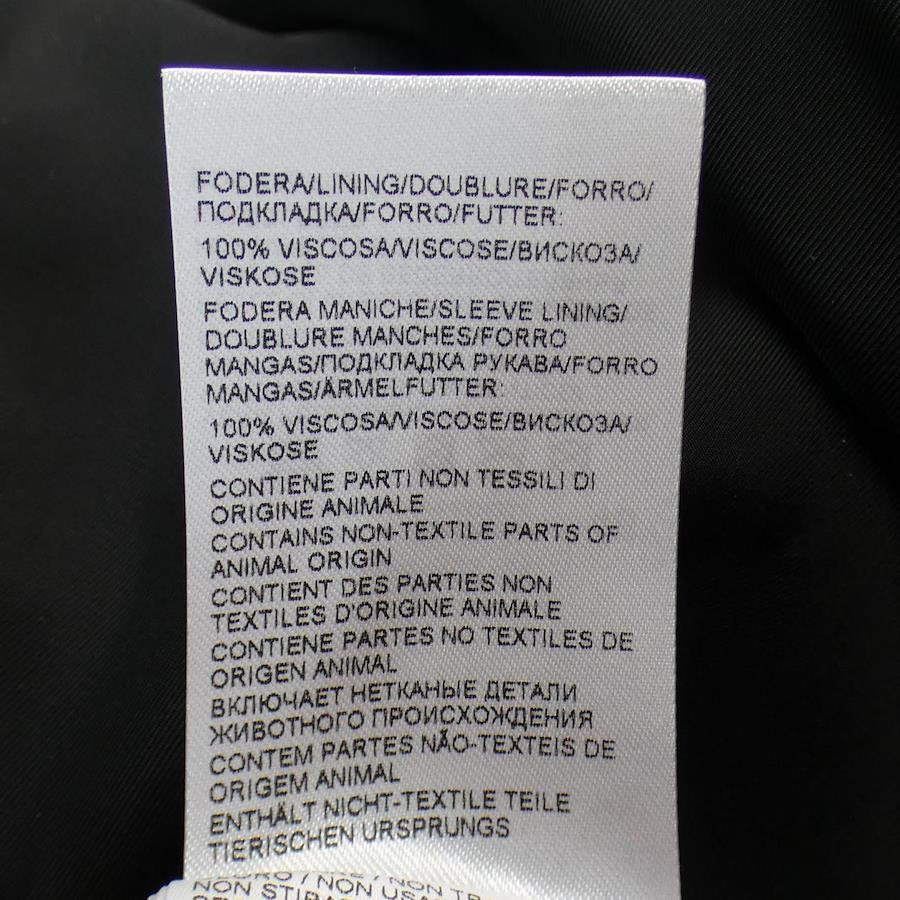 FODERA/LINING/DOUBLURE/FORRO/
ПОДКЛАДКА/FORRO/FUTTER:
100% VISCOSA/VISCOSE/ВИСКОЗА/
VISKOSE
FODERA MANICHE/SLEEVE LINING/
DOUBLURE MANCHES/FORRO
MANGAS/ПОДКЛАДКА РУКАВА/FORRO
MANGAS/ÄRMELFUTTER:
100% VISCOSA/VISCOSE/ВИСКОЗА/
VISKOSE
CONTIENE PARTI NON TESSILI DI
ORIGINE ANIMALE
CONTAINS NON-TEXTILE PARTS OF
ANIMAL ORIGIN
CONTIENT DES PARTIES NON
TEXTILES D'ORIGINE ANIMALE
CONTIENE PARTES NO TEXTILES DE
ORIGEN ANIMAL
ВКЛЮЧАЕТ НЕТКАНЫЕ ДЕТАЛИ
ЖИВОТНОГО ПРОИСХОЖДЕНИЯ
CONTEM PARTES NÃO-TEXTEIS DE
ORIGEM ANIMAL
ENTHÄLT NICHT-TEXTILE TEILE
TIERISCHEN URSPRUNGS
NON
NON / NON